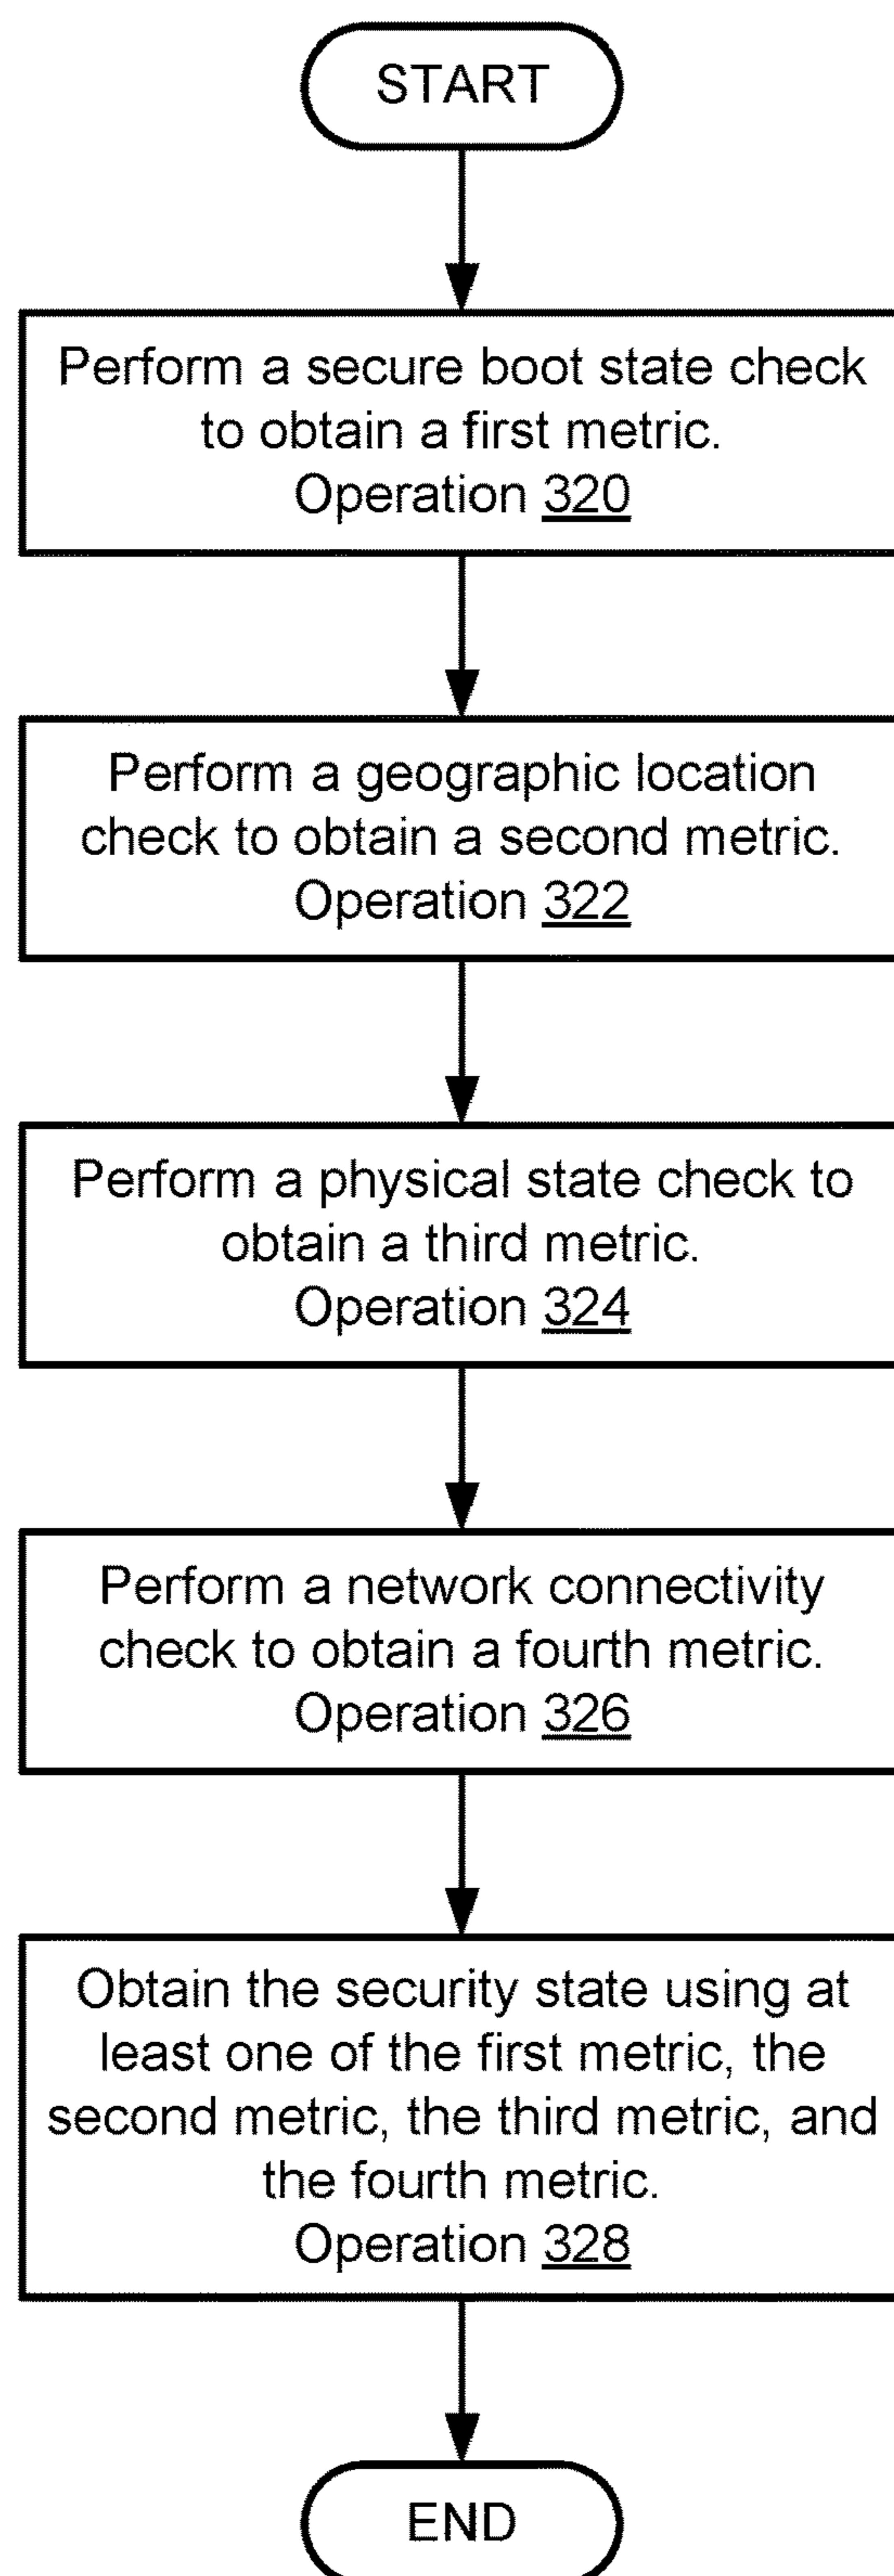 START
Perform a secure boot state check
to obtain a first metric.
Operation 320
Perform a geographic location
check to obtain a second metric.
Operation 322
Perform a physical state check to
obtain a third metric.
Operation 324
Perform a network connectivity
check to obtain a fourth metric.
Operation 326
Obtain the security state using at
least one of the first metric, the
second metric, the third metric, and
the fourth metric.
Operation 328
END